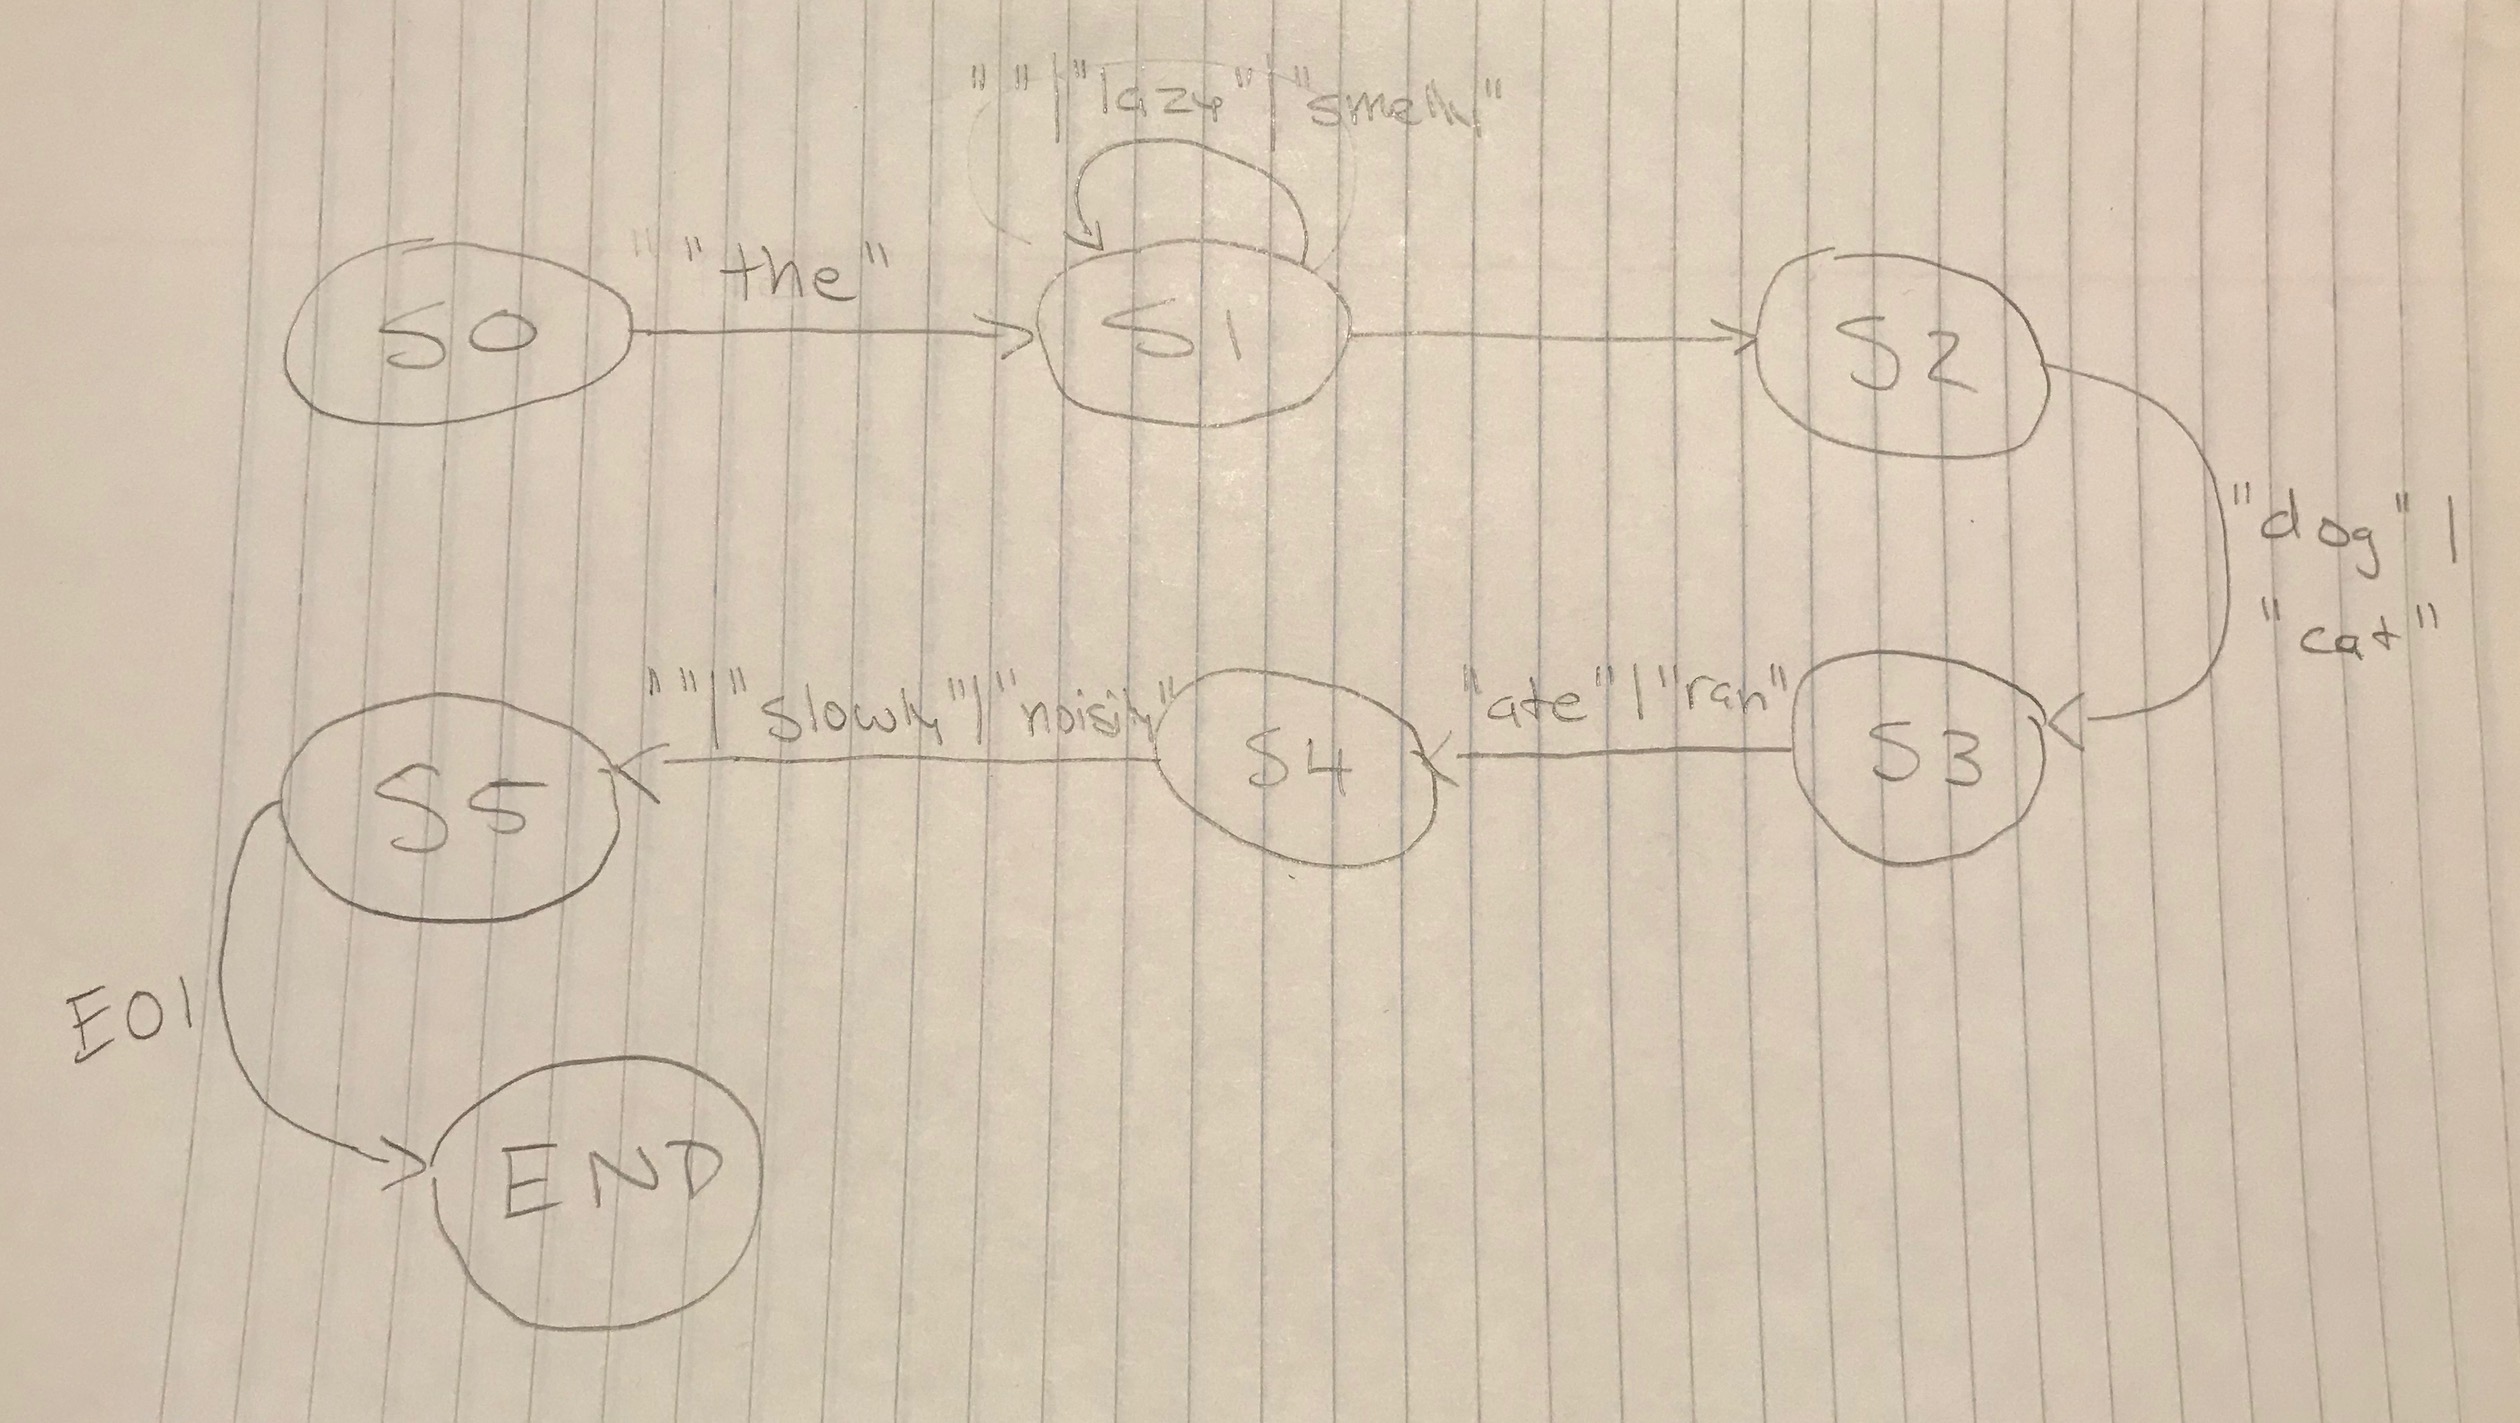 "" | "lazy" | "smelly"
"the"
S0
S1
S2
"dog" |
"cat"
"" | "slowly" | "noisily"
"ate" | "ran"
S5
S4
S3
EOI
END